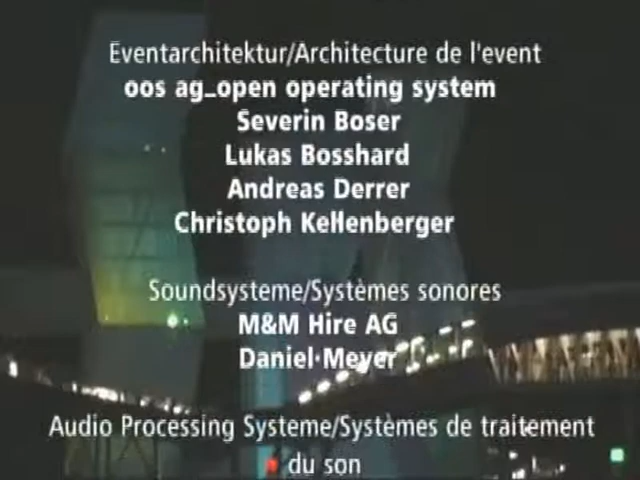 Eventarchitektur/Architecture de l'event
oos ag_open operating system
Severin Boser
Lukas Bosshard
Andreas Derrer
Christoph Kellenberger
Soundsysteme/Systèmes sonores
M&M Hire AG
Daniel Meyer
Audio Processing Systeme/Systèmes de traitement
du son